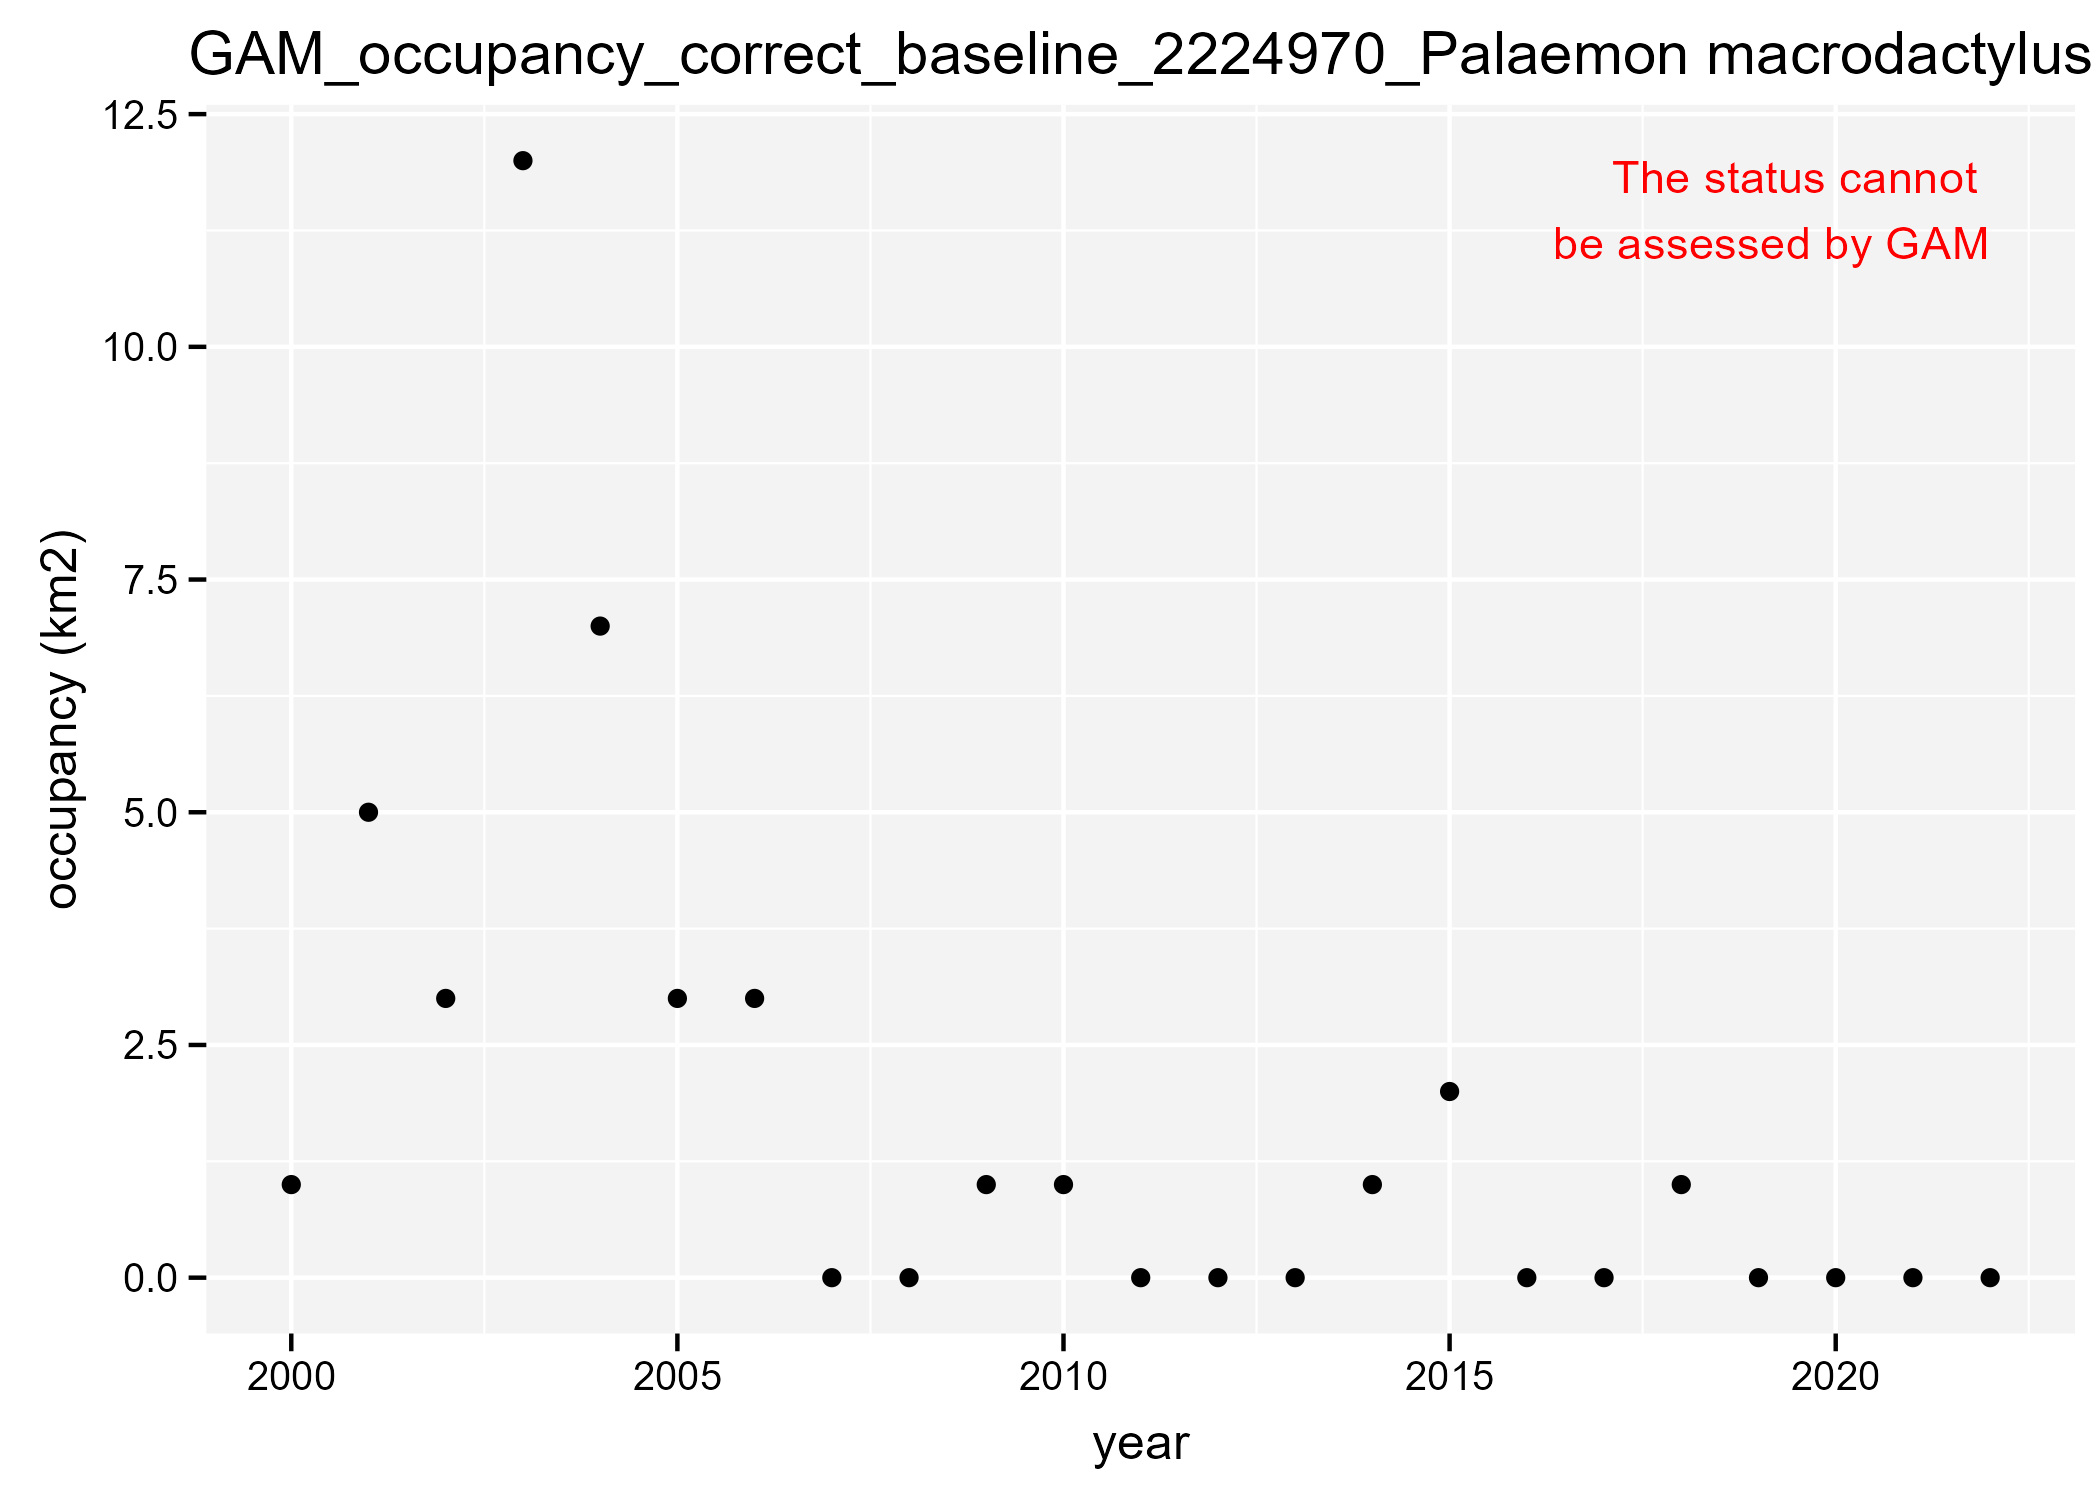 GAM_occupancy_correct_baseline_2224970_Palaemon macrodactylus
12.5
The status cannot
be assessed by GAM
10.0
7.5
occupancy (km2)
5.0
2.5
0.0
2000 2005 2010 2015 2020
year